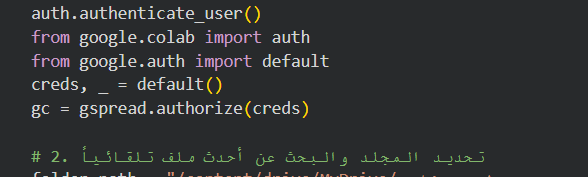 auth.authenticate_user()
from google.colab import auth
from google.auth import default
creds, _ = default()
gc = gspread.authorize(creds)
# 2. تحديد المجلد والبحث عن أحدث ملف تلقائياً
folder_path = "/content/drive/MyDrive/